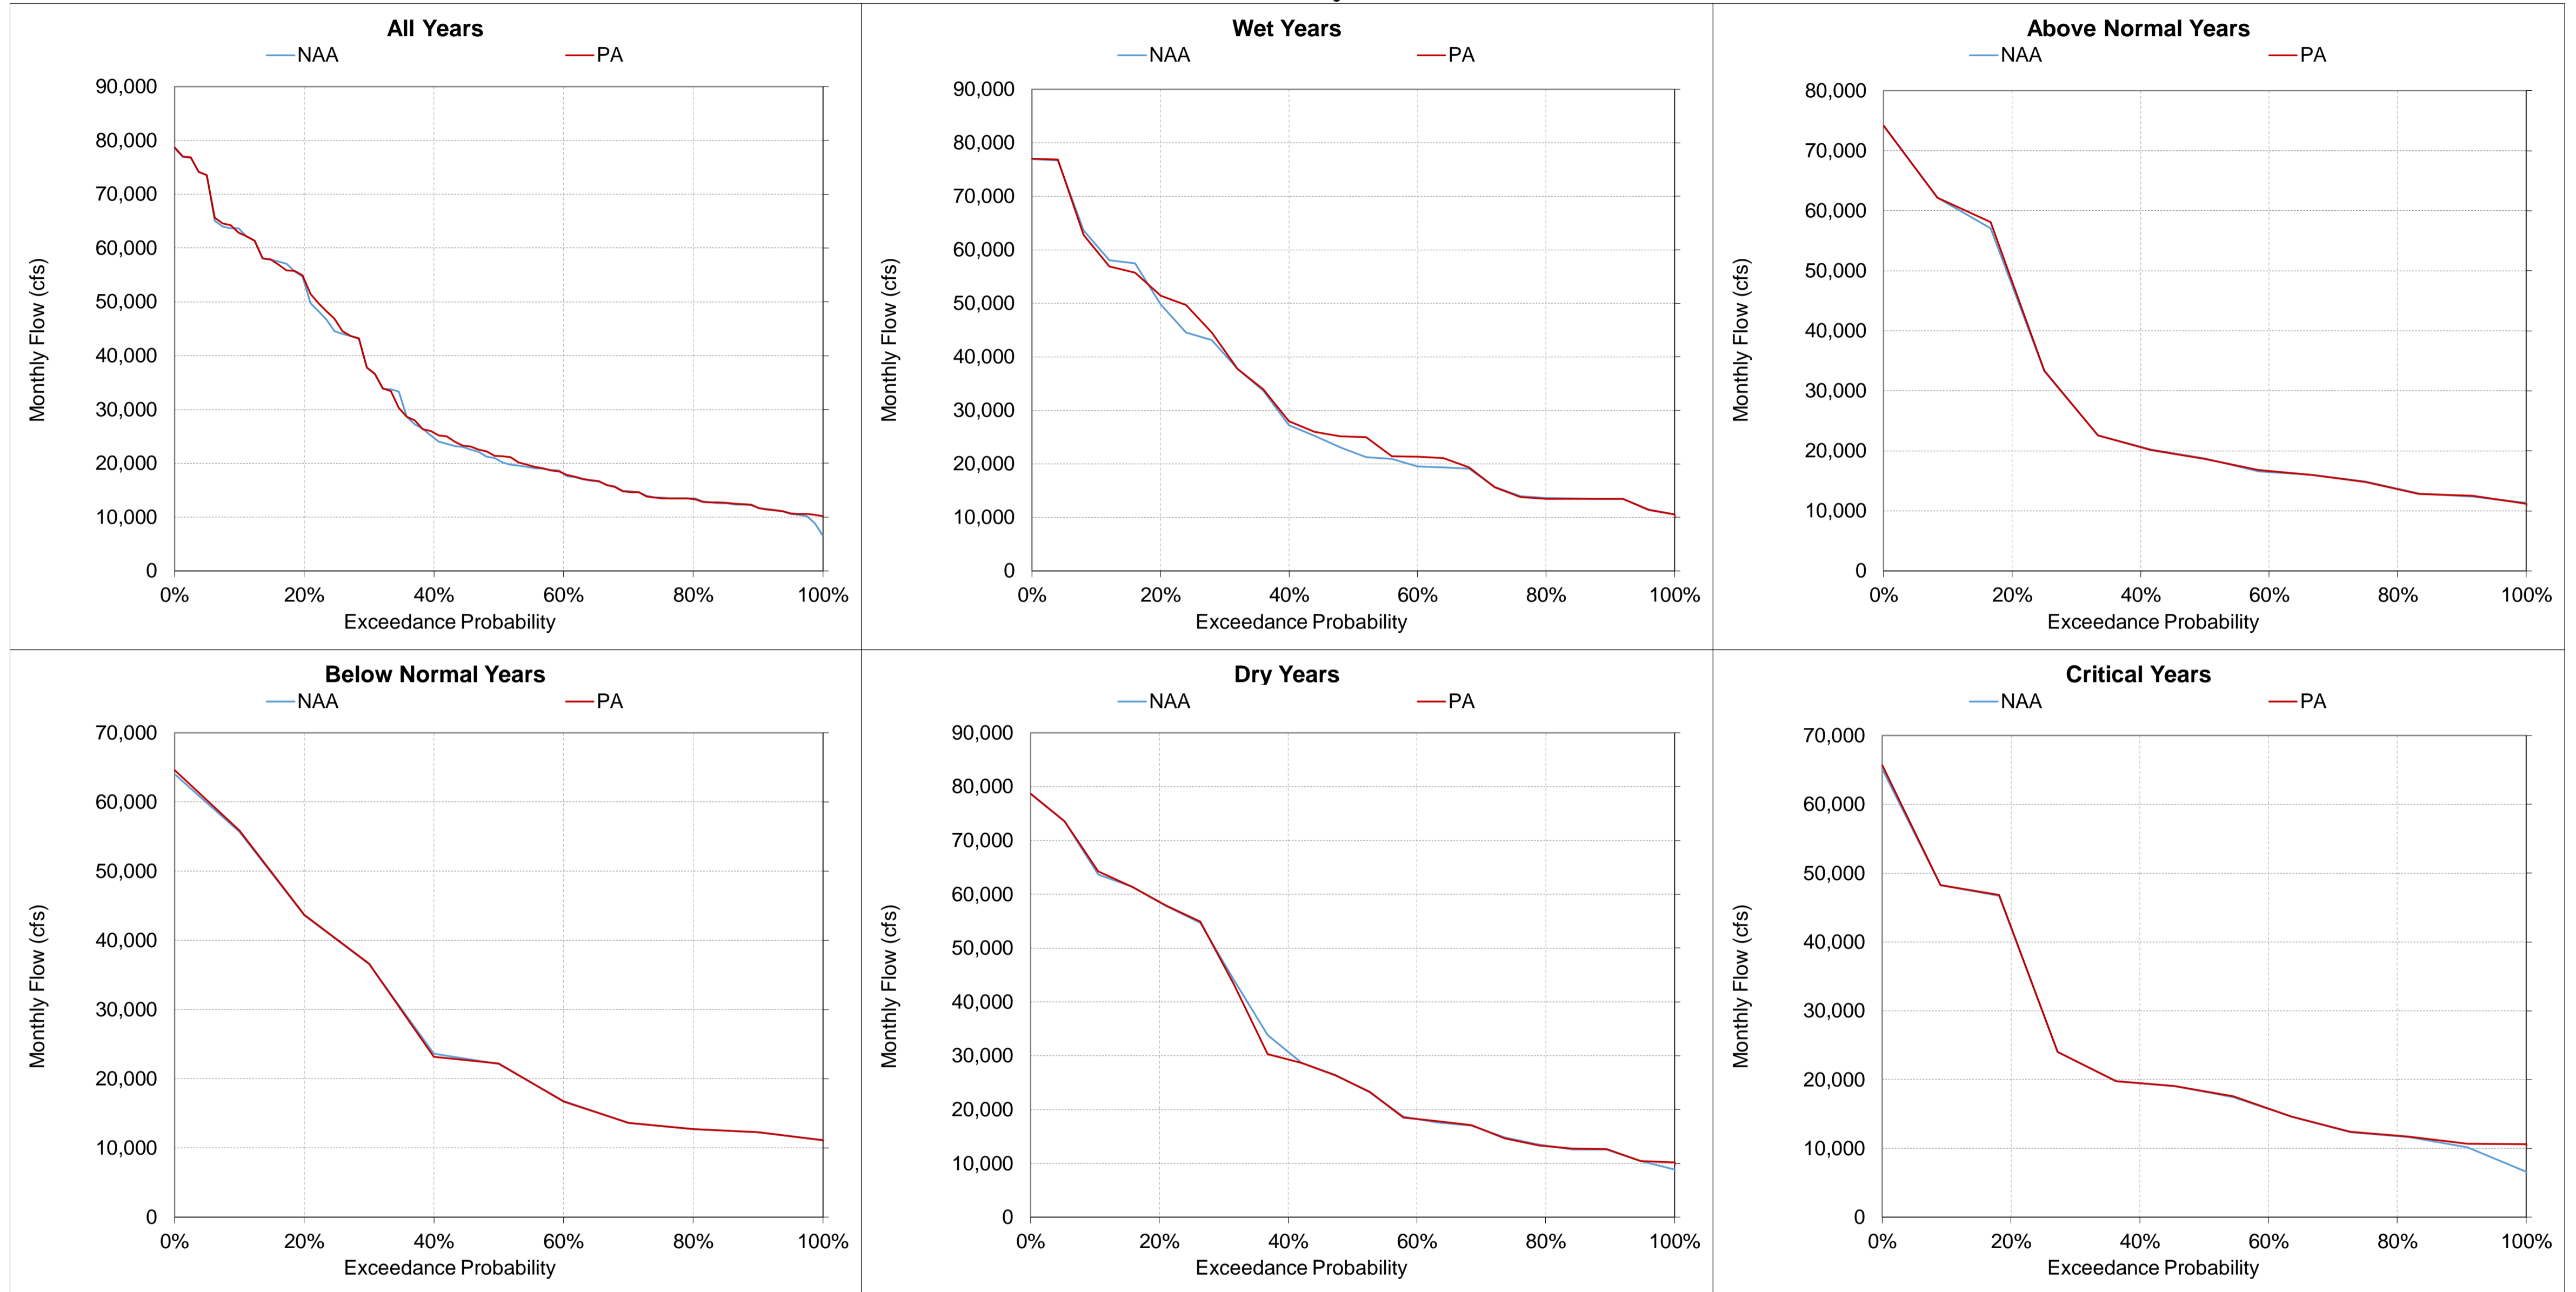 All Years
NAA PA
90,000
80,000
70,000
60,000
50,000
40,000
30,000
20,000
10,000
0
0% 20% 40% 60% 80% 100%
Monthly Flow (cfs)
Exceedance Probability
Wet Years
NAA PA
90,000
80,000
70,000
60,000
50,000
40,000
30,000
20,000
10,000
0
0% 20% 40% 60% 80% 100%
Monthly Flow (cfs)
Exceedance Probability
Above Normal Years
NAA PA
80,000
70,000
60,000
50,000
40,000
30,000
20,000
10,000
0
0% 20% 40% 60% 80% 100%
Monthly Flow (cfs)
Exceedance Probability
Below Normal Years
NAA PA
70,000
60,000
50,000
40,000
30,000
20,000
10,000
0
0% 20% 40% 60% 80% 100%
Monthly Flow (cfs)
Exceedance Probability
Dry Years
NAA PA
90,000
80,000
70,000
60,000
50,000
40,000
30,000
20,000
10,000
0
0% 20% 40% 60% 80% 100%
Monthly Flow (cfs)
Exceedance Probability
Critical Years
NAA PA
70,000
60,000
50,000
40,000
30,000
20,000
10,000
0
0% 20% 40% 60% 80% 100%
Monthly Flow (cfs)
Exceedance Probability